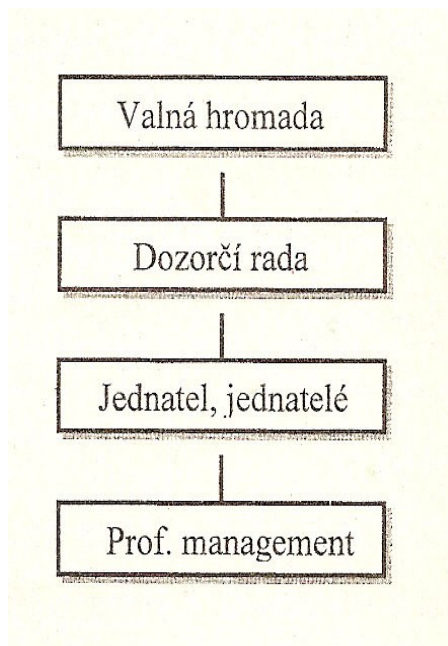 Valná hromada
Dozorčí rada
Jednatel, jednatelé
Prof. management